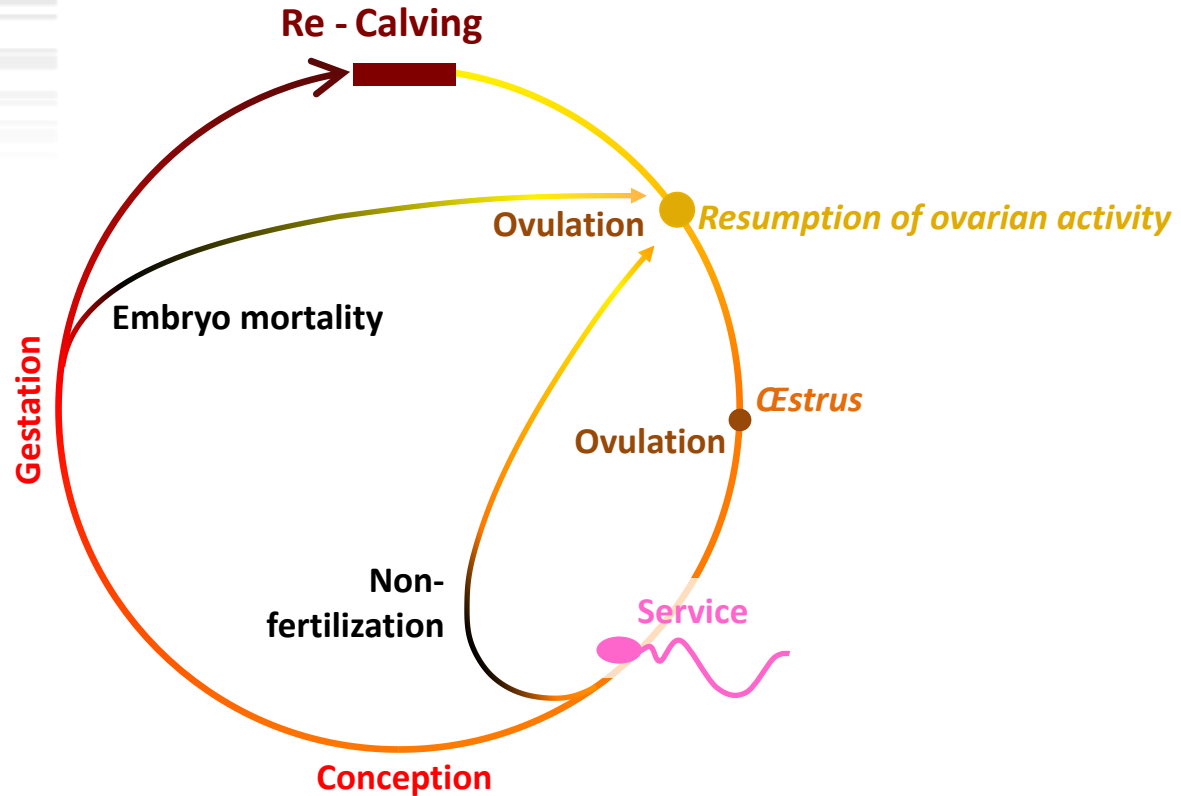 Re - Calving
Ovulation
Resumption of ovarian activity
Embryo mortality
Gestation
Œstrus
Ovulation
Non-
fertilization
Service
Conception